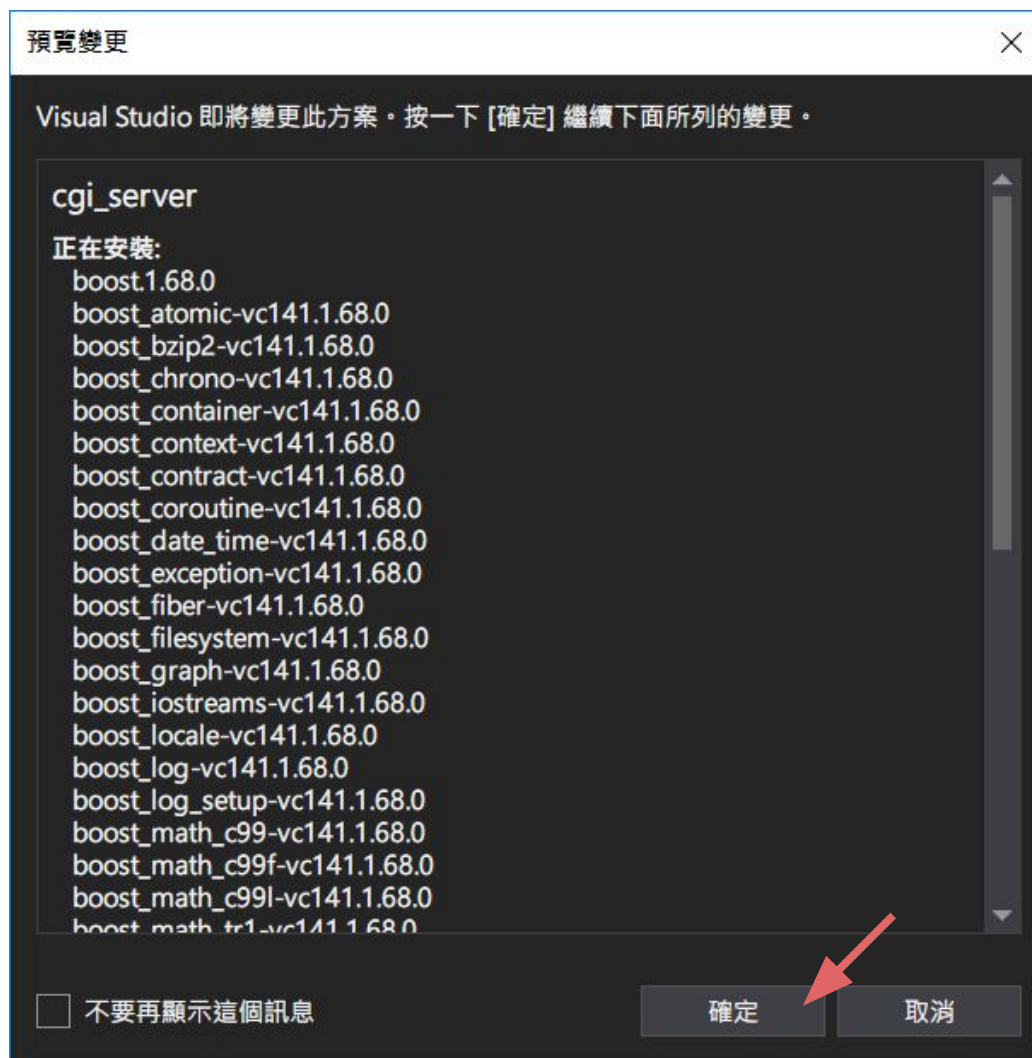 預覽變更
Visual Studio 即將變更此方案。按一下 [確定] 繼續下面所列的變更。
cgi_server
正在安裝:
boost.1.68.0
boost_atomic-vc141.1.68.0
boost_bzip2-vc141.1.68.0
boost_chrono-vc141.1.68.0
boost_container-vc141.1.68.0
boost_context-vc141.1.68.0
boost_contract-vc141.1.68.0
boost_coroutine-vc141.1.68.0
boost_date_time-vc141.1.68.0
boost_exception-vc141.1.68.0
boost_fiber-vc141.1.68.0
boost_filesystem-vc141.1.68.0
boost_graph-vc141.1.68.0
boost_iostreams-vc141.1.68.0
boost_locale-vc141.1.68.0
boost_log-vc141.1.68.0
boost_log_setup-vc141.1.68.0
boost_math_c99-vc141.1.68.0
boost_math_c99f-vc141.1.68.0
boost_math_c99l-vc141.1.68.0
boost_math_tr1-vc141.1.68.0
不要再顯示這個訊息
確定
取消